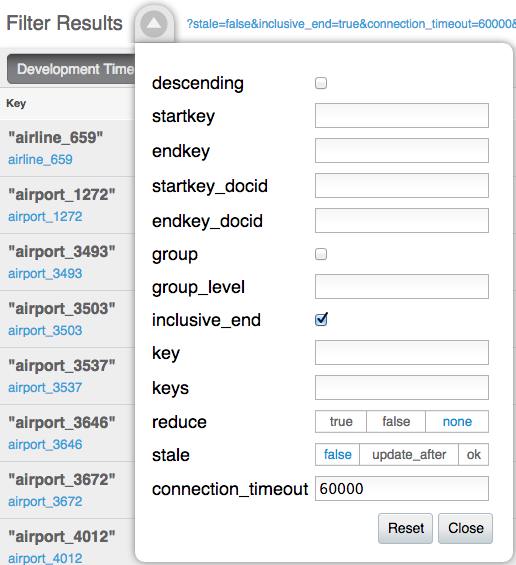 Filter Results
?stale=false&inclusive_end=true&connection_timeout=60000&
Development Time
Key
"airline_659"
airline_659
"airport_1272"
airport_1272
"airport_3493"
airport_3493
"airport_3503"
airport_3503
"airport_3537"
airport_3537
"airport_3646"
airport_3646
"airport_3672"
airport_3672
"airport_4012"
airport_4012
descending
startkey
endkey
startkey_docid
endkey_docid
group
group_level
inclusive_end
key
keys
reduce true false none
stale false update_after ok
connection_timeout 60000
Reset Close